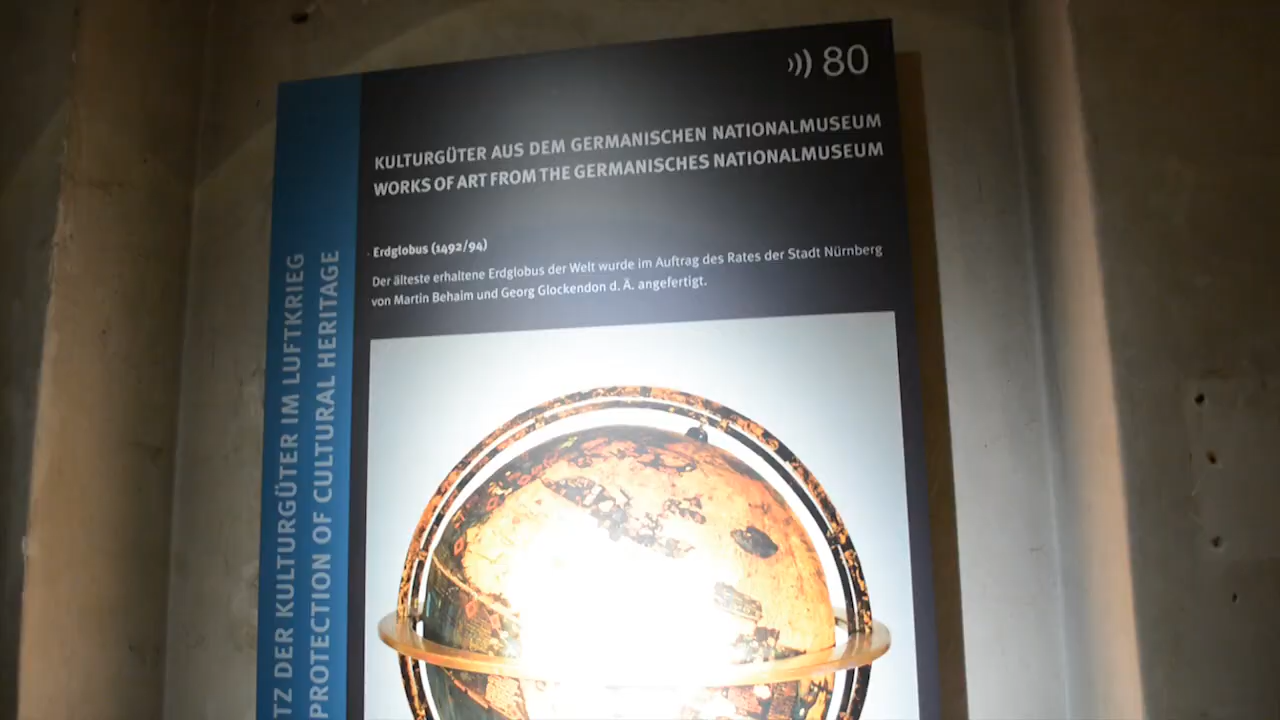 80
KULTURGÜTER AUS DEM GERMANISCHEN NATIONALMUSEUM
WORKS OF ART FROM THE GERMANISCHES NATIONALMUSEUM
Erdglobus (1492/94)
Der älteste erhaltene Erdglobus der Welt wurde im Auftrag des Rates der Stadt Nürnberg
von Martin Behaim und Georg Glockendon d. Ä. angefertigt.
TZ DER KULTURGÜTER IM LUFTKRIEG
PROTECTION OF CULTURAL HERITAGE